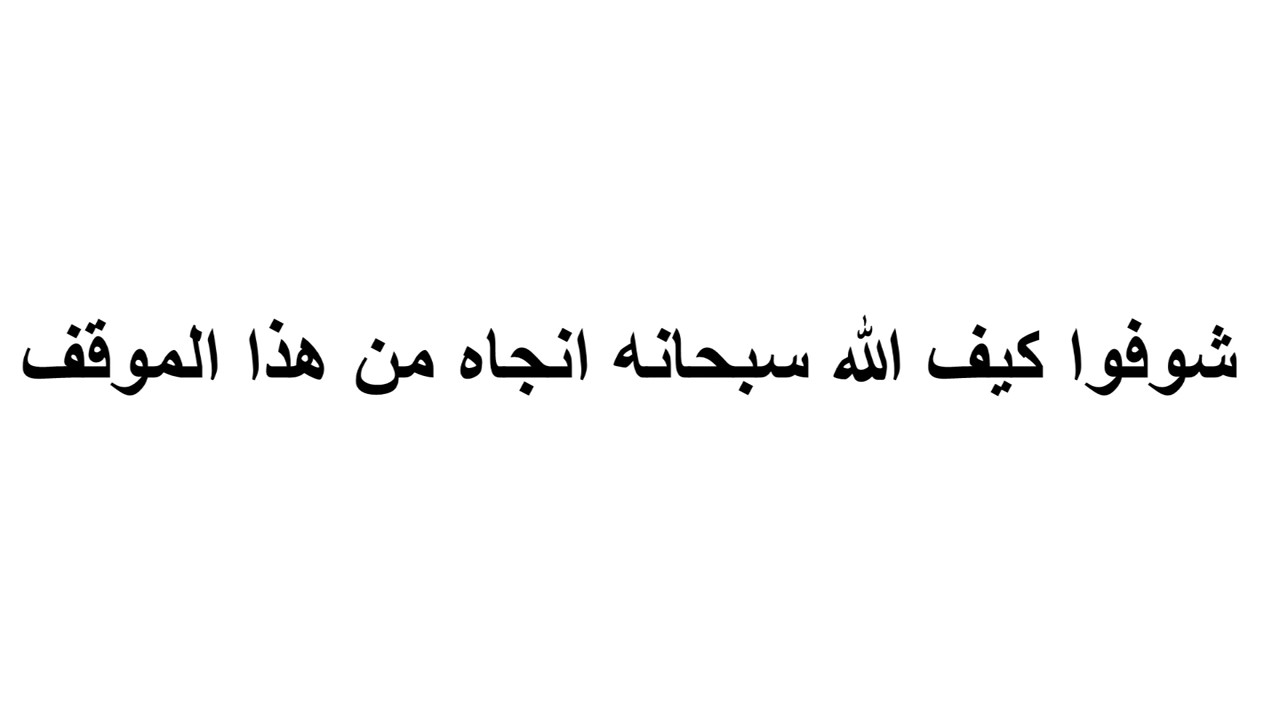 شوفوا كيف الله سبحانه انجاه من هذا الموقف